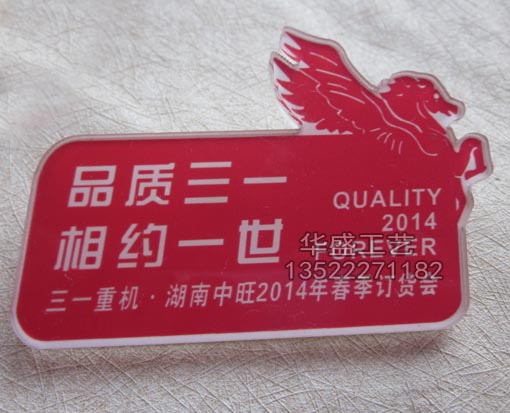 品质三一
相约一世
QUALITY
2014
FOREVER
三一重机·湖南中旺2014年春季订货会
华盛工艺
13522271182